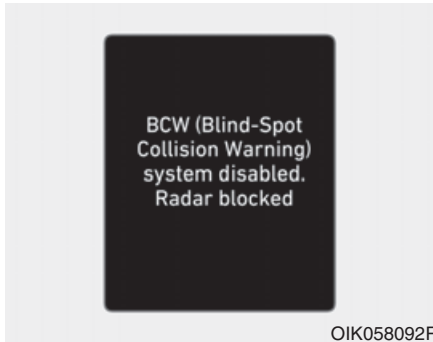 BCW (Blind-Spot
Collision Warning)
system disabled.
Radar blocked
OIK058092F